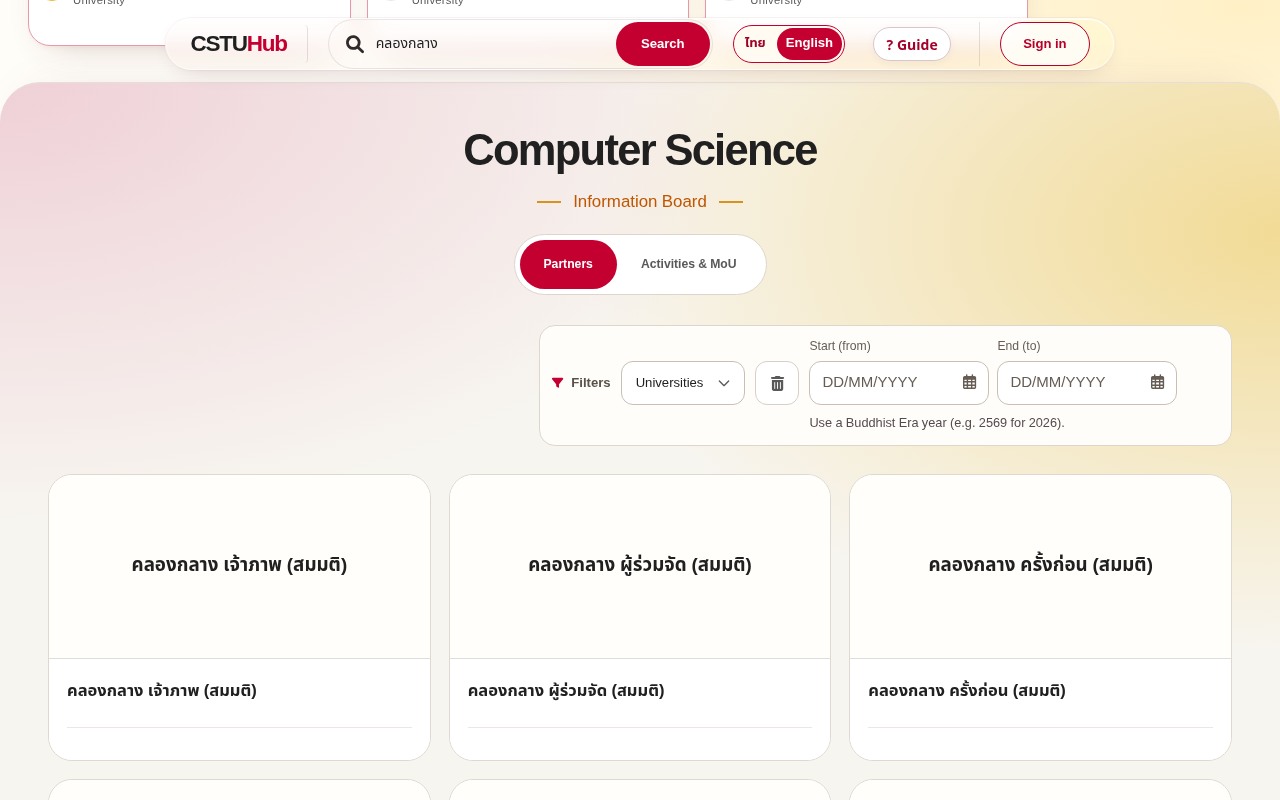 University
University
University
CSTUHub
คลองกลาง
Search
ไทย
English
? Guide
Sign in
Computer Science
Information Board
Partners
Activities & MoU
Filters
Universities
Start (from)
DD/MM/YYYY
End (to)
DD/MM/YYYY
Use a Buddhist Era year (e.g. 2569 for 2026).
คลองกลาง เจ้าภาพ (สมมติ)
คลองกลาง ผู้ร่วมจัด (สมมติ)
คลองกลาง ครั้งก่อน (สมมติ)
คลองกลาง เจ้าภาพ (สมมติ)
คลองกลาง ผู้ร่วมจัด (สมมติ)
คลองกลาง ครั้งก่อน (สมมติ)